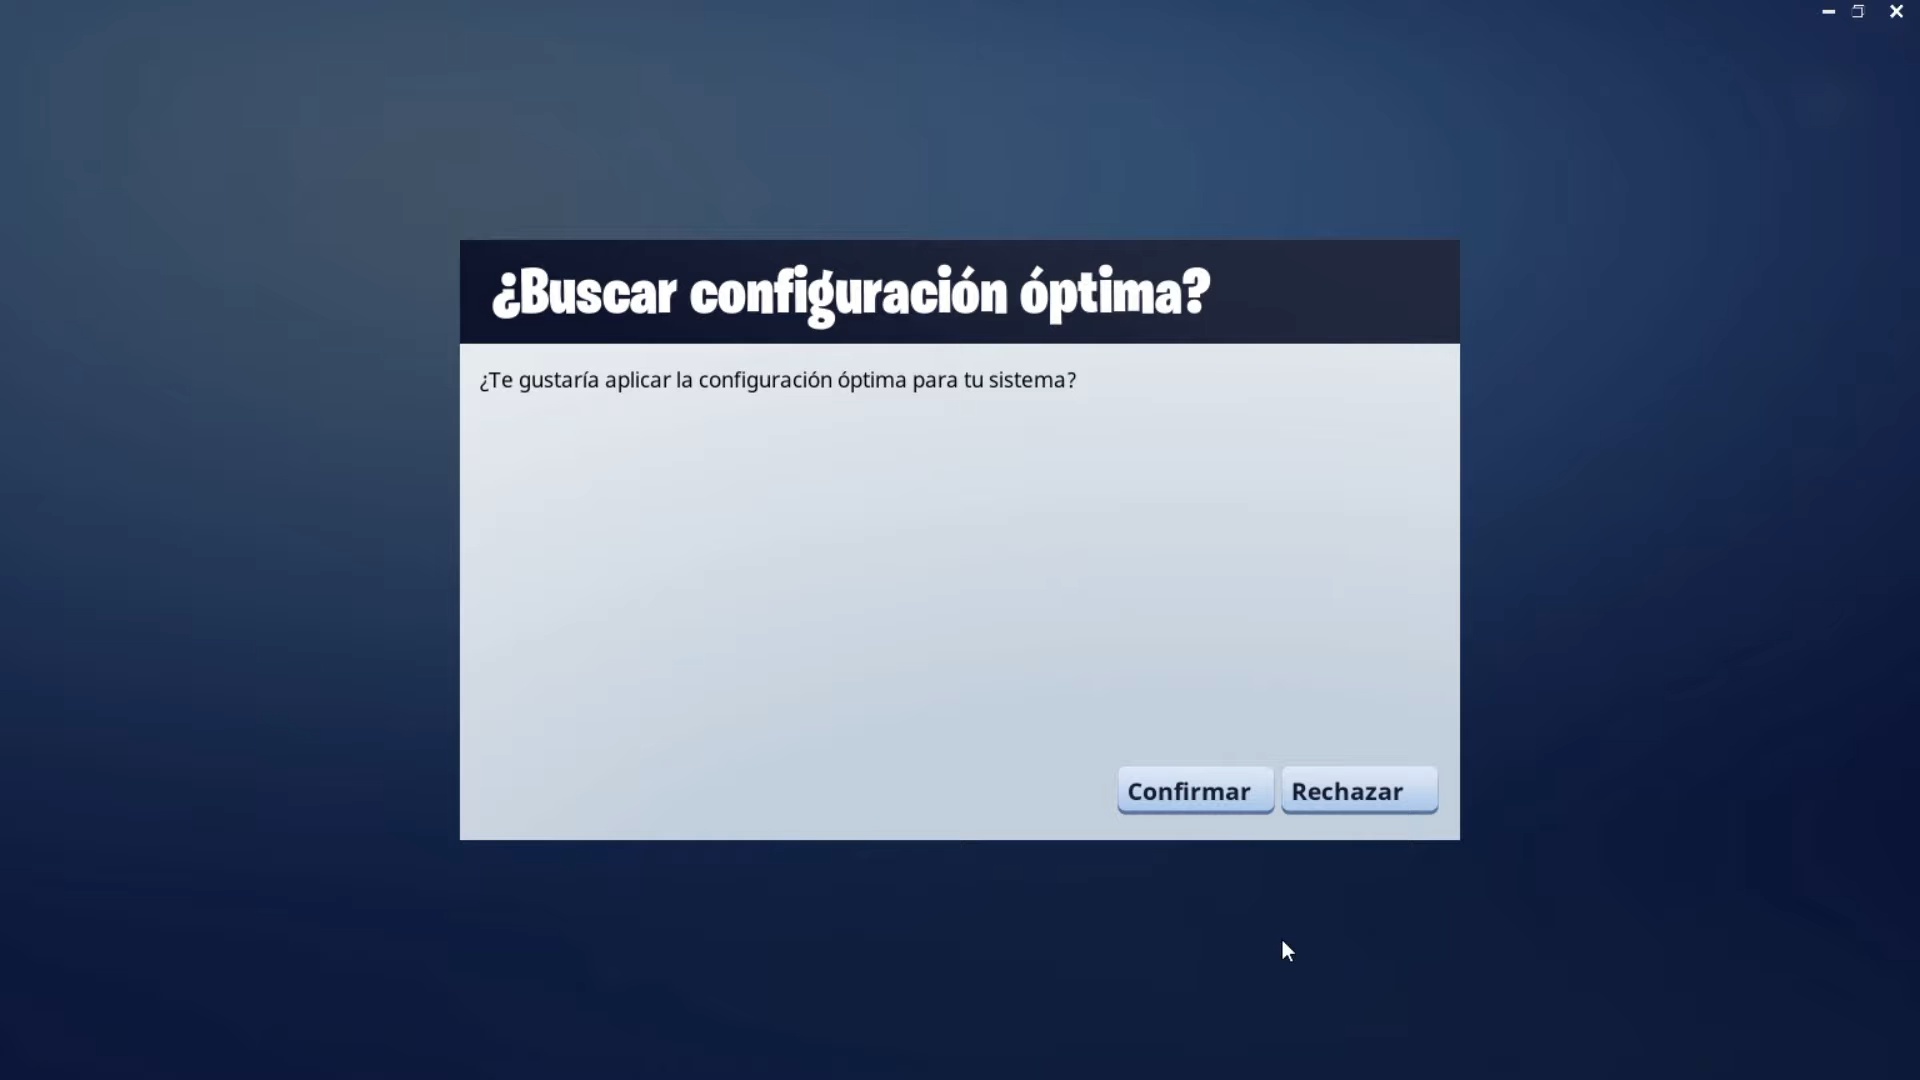 ¿Buscar configuración óptima?
¿Te gustaría aplicar la configuración óptima para tu sistema?
Confirmar
Rechazar